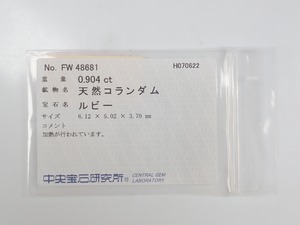 No. FW 48681 H070622
重量 0.904 ct
鉱物名 天然コランダム
宝石名 ルビー
サイズ 6.12 × 5.02 × 3.70 mm
コメント
加熱が行われています。
中央宝石研究所 CENTRAL GEM
LABORATORY